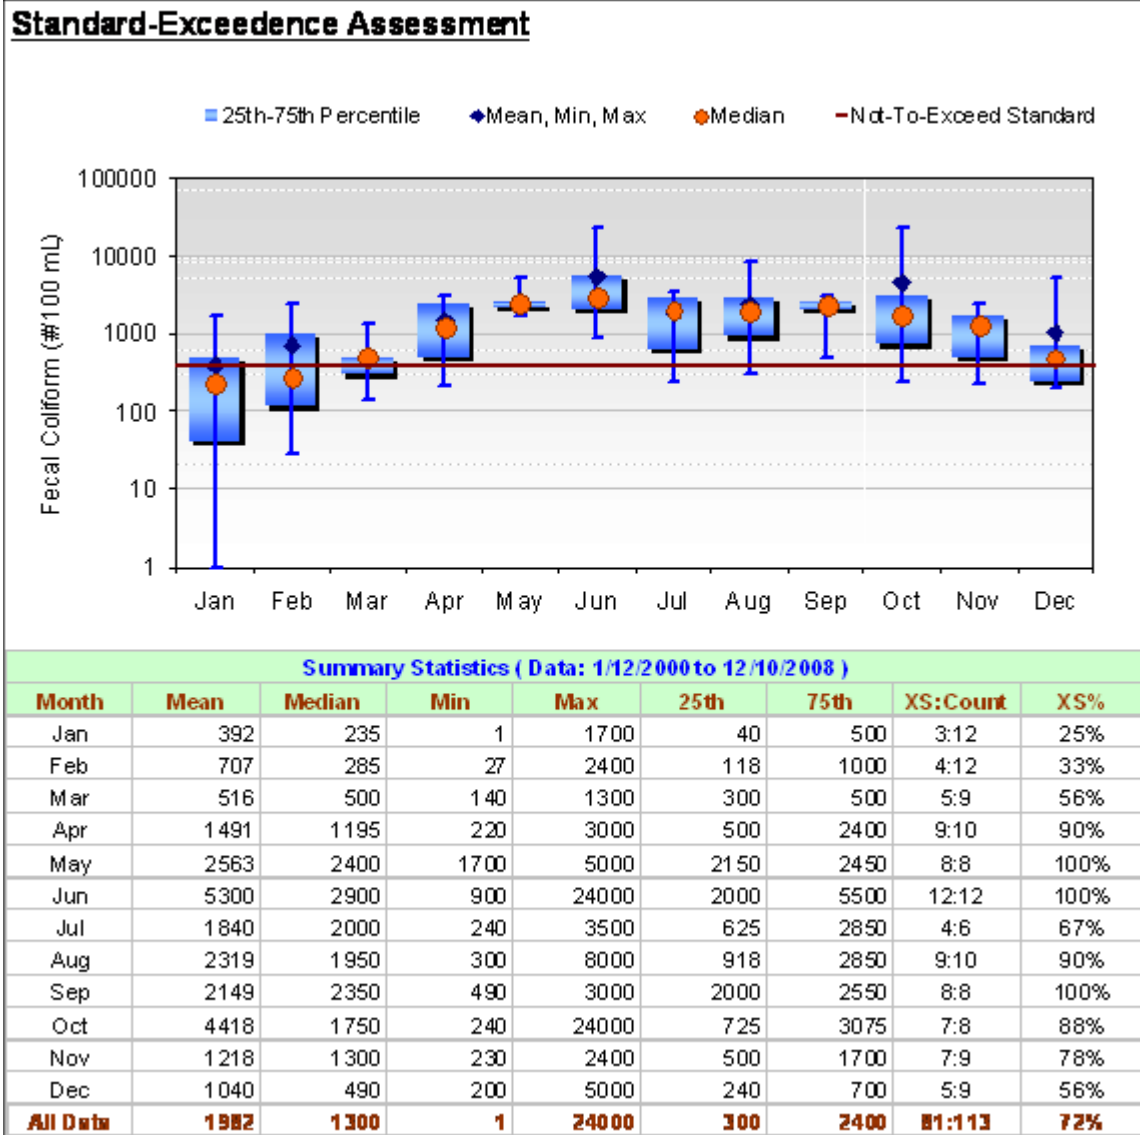 Standard-Exceedence Assessment
25th-75th Percentile Mean, Min, Max Median Not-To-Exceed Standard
Fecal Coliform (#/100 mL)
100000
10000
1000
100
10
1
Jan Feb Mar Apr May Jun Jul Aug Sep Oct Nov Dec
Summary Statistics ( Data: 1/12/2000 to 12/10/2008 )
Month Mean Median Min Max 25th 75th XS:Count XS%
Jan 392 235 1 1700 40 500 3:12 25%
Feb 707 285 27 2400 118 1000 4:12 33%
Mar 516 500 140 1300 300 500 5:9 56%
Apr 1491 1195 220 3000 500 2400 9:10 90%
May 2563 2400 1700 5000 2150 2450 8:8 100%
Jun 5300 2900 900 24000 2000 5500 12:12 100%
Jul 1840 2000 240 3500 625 2850 4:6 67%
Aug 2319 1950 300 8000 918 2850 9:10 90%
Sep 2149 2350 490 3000 2000 2550 8:8 100%
Oct 4418 1750 240 24000 725 3075 7:8 88%
Nov 1218 1300 230 2400 500 1700 7:9 78%
Dec 1040 490 200 5000 240 700 5:9 56%
All Data 1982 1300 1 24000 300 2400 81:113 72%